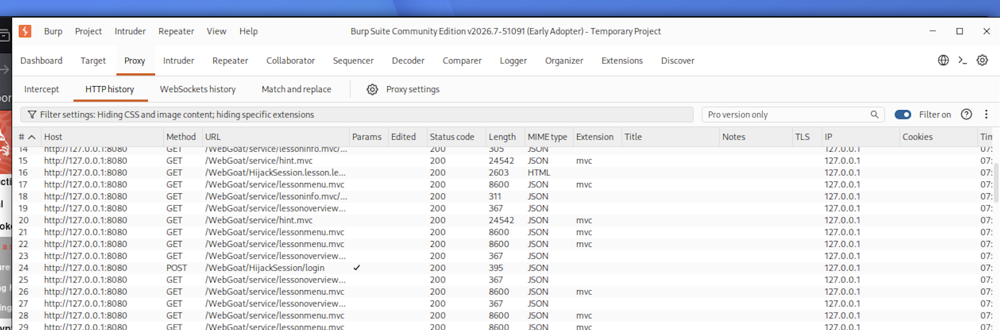 Burp Project Intruder Repeater View Help Burp Suite Community Edition v2026.7-51091 (Early Adopter) - Temporary Project
Dashboard Target Proxy Intruder Repeater Collaborator Sequencer Decoder Comparer Logger Organizer Extensions Discover
Intercept HTTP history WebSockets history Match and replace Proxy settings
Filter settings: Hiding CSS and image content; hiding specific extensions Pro version only Filter on
# Host Method URL Params Edited Status code Length MIME type Extension Title Notes TLS IP Cookies Tim
14 http://127.0.0.1:8080 GET /WebGoat/service/lessoninfo.mvc/... 200 305 JSON 127.0.0.1 07:
15 http://127.0.0.1:8080 GET /WebGoat/service/hint.mvc 200 24542 JSON mvc 127.0.0.1 07:
16 http://127.0.0.1:8080 GET /WebGoat/HijackSession.lesson.le... 200 2603 HTML 127.0.0.1 07:
17 http://127.0.0.1:8080 GET /WebGoat/service/lessonmenu.mvc 200 8600 JSON mvc 127.0.0.1 07:
18 http://127.0.0.1:8080 GET /WebGoat/service/lessoninfo.mvc/... 200 311 JSON 127.0.0.1 07:
19 http://127.0.0.1:8080 GET /WebGoat/service/lessonoverview... 200 367 JSON 127.0.0.1 07:
20 http://127.0.0.1:8080 GET /WebGoat/service/hint.mvc 200 24542 JSON mvc 127.0.0.1 07:
21 http://127.0.0.1:8080 GET /WebGoat/service/lessonmenu.mvc 200 8600 JSON mvc 127.0.0.1 07:
22 http://127.0.0.1:8080 GET /WebGoat/service/lessonmenu.mvc 200 8600 JSON mvc 127.0.0.1 07:
23 http://127.0.0.1:8080 GET /WebGoat/service/lessonoverview... 200 367 JSON 127.0.0.1 07:
24 http://127.0.0.1:8080 POST /WebGoat/HijackSession/login ✓ 200 395 JSON 127.0.0.1 07:
25 http://127.0.0.1:8080 GET /WebGoat/service/lessonoverview... 200 367 JSON 127.0.0.1 07:
26 http://127.0.0.1:8080 GET /WebGoat/service/lessonmenu.mvc 200 8600 JSON mvc 127.0.0.1 07:
27 http://127.0.0.1:8080 GET /WebGoat/service/lessonoverview... 200 367 JSON 127.0.0.1 07:
28 http://127.0.0.1:8080 GET /WebGoat/service/lessonmenu.mvc 200 8600 JSON mvc 127.0.0.1 07:
29 http://127.0.0.1:8080 GET /WebGoat/service/lessonmenu.mvc 200 8600 JSON mvc 127.0.0.1 07: